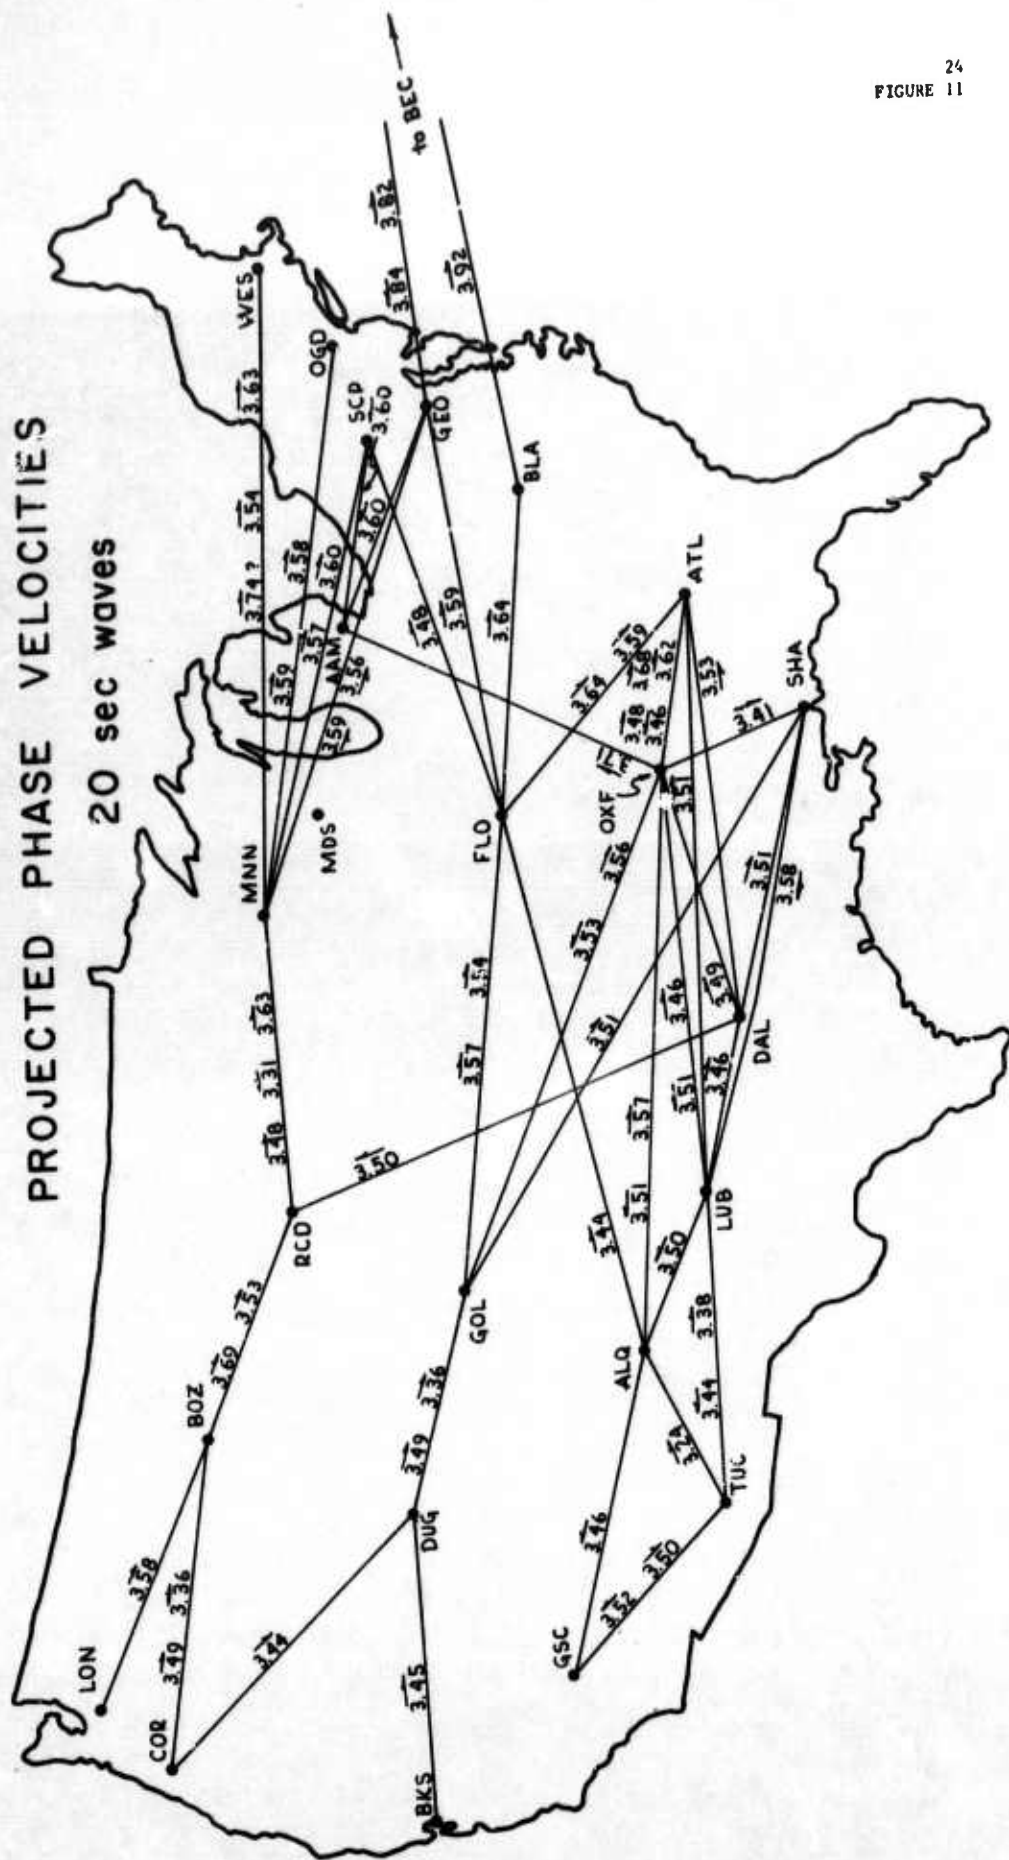 24
FIGURE 11
PROJECTED PHASE VELOCITIES
20 sec waves
to BEC
LON
COR
BOZ
3.58
3.49
3.36
3.69
3.53
3.44
RCD
3.48
3.31
3.63
MNN
MDS
3.74?
3.54
3.63
WES
3.59
3.58
OGD
3.57
3.60
SCP
3.60
3.60
AAM
3.56
3.59
GEO
3.84
3.82
3.92
BLA
3.48
3.59
3.64
FLO
BKS
3.45
DUG
3.49
3.36
GOL
3.57
3.54
3.50
3.53
3.56
3.51
OXF
3.64
3.59
3.48
3.46
3.68
3.62
ATL
3.53
3.51
3.41
SHA
3.51
3.58
GSC
3.46
3.52
3.50
TUC
ALQ
3.44
3.51
3.57
3.50
3.44
3.38
LUB
3.51
3.46
3.46
3.49
DAL